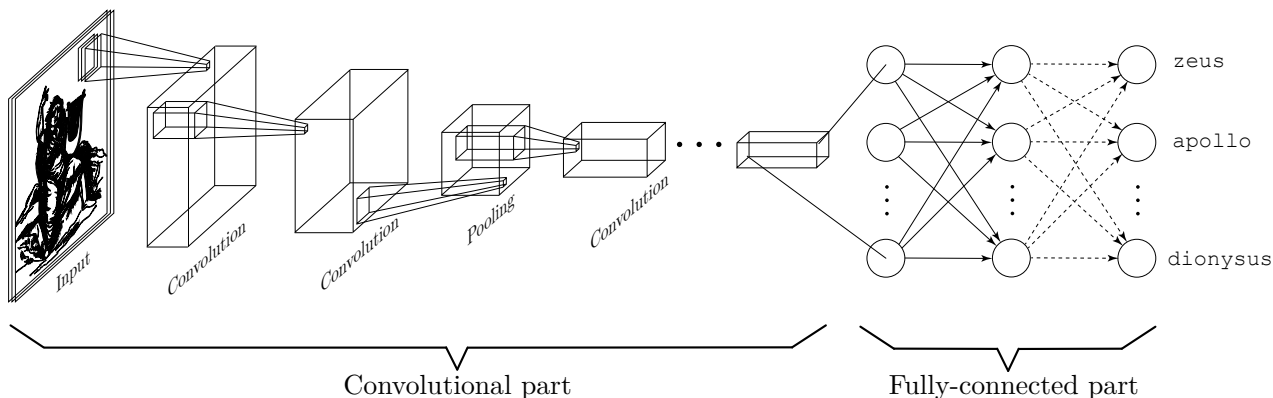 zeus
apollo
dionysus
Input
Convolution
Convolution
Pooling
Convolution
Convolutional part
Fully-connected part